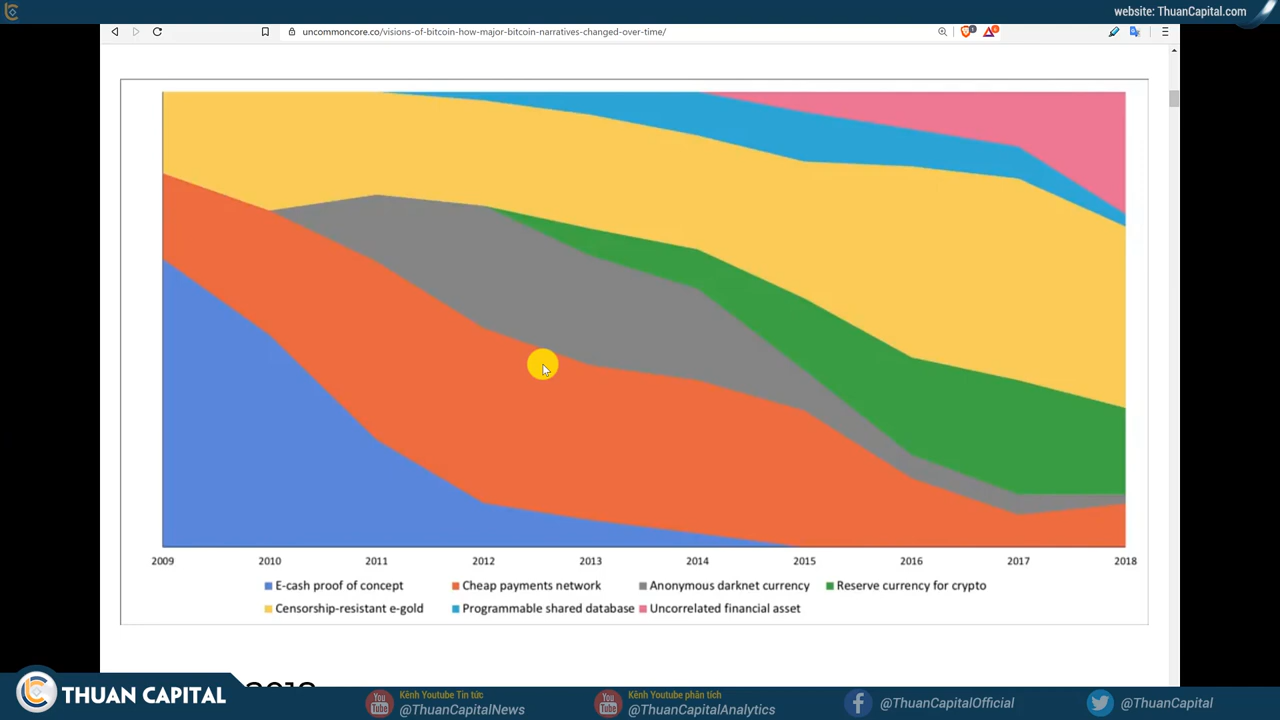 website: ThuanCapital.com
uncommoncore.co/visions-of-bitcoin-how-major-bitcoin-narratives-changed-over-time/
2009 2010 2011 2012 2013 2014 2015 2016 2017 2018
E-cash proof of concept Cheap payments network Anonymous darknet currency Reserve currency for crypto
Censorship-resistant e-gold Programmable shared database Uncorrelated financial asset
THUAN CAPITAL
Kênh Youtube Tin tức
@ThuanCapitalNews
Kênh Youtube phân tích
@ThuanCapitalAnalytics
@ThuanCapitalOfficial
@ThuanCapital